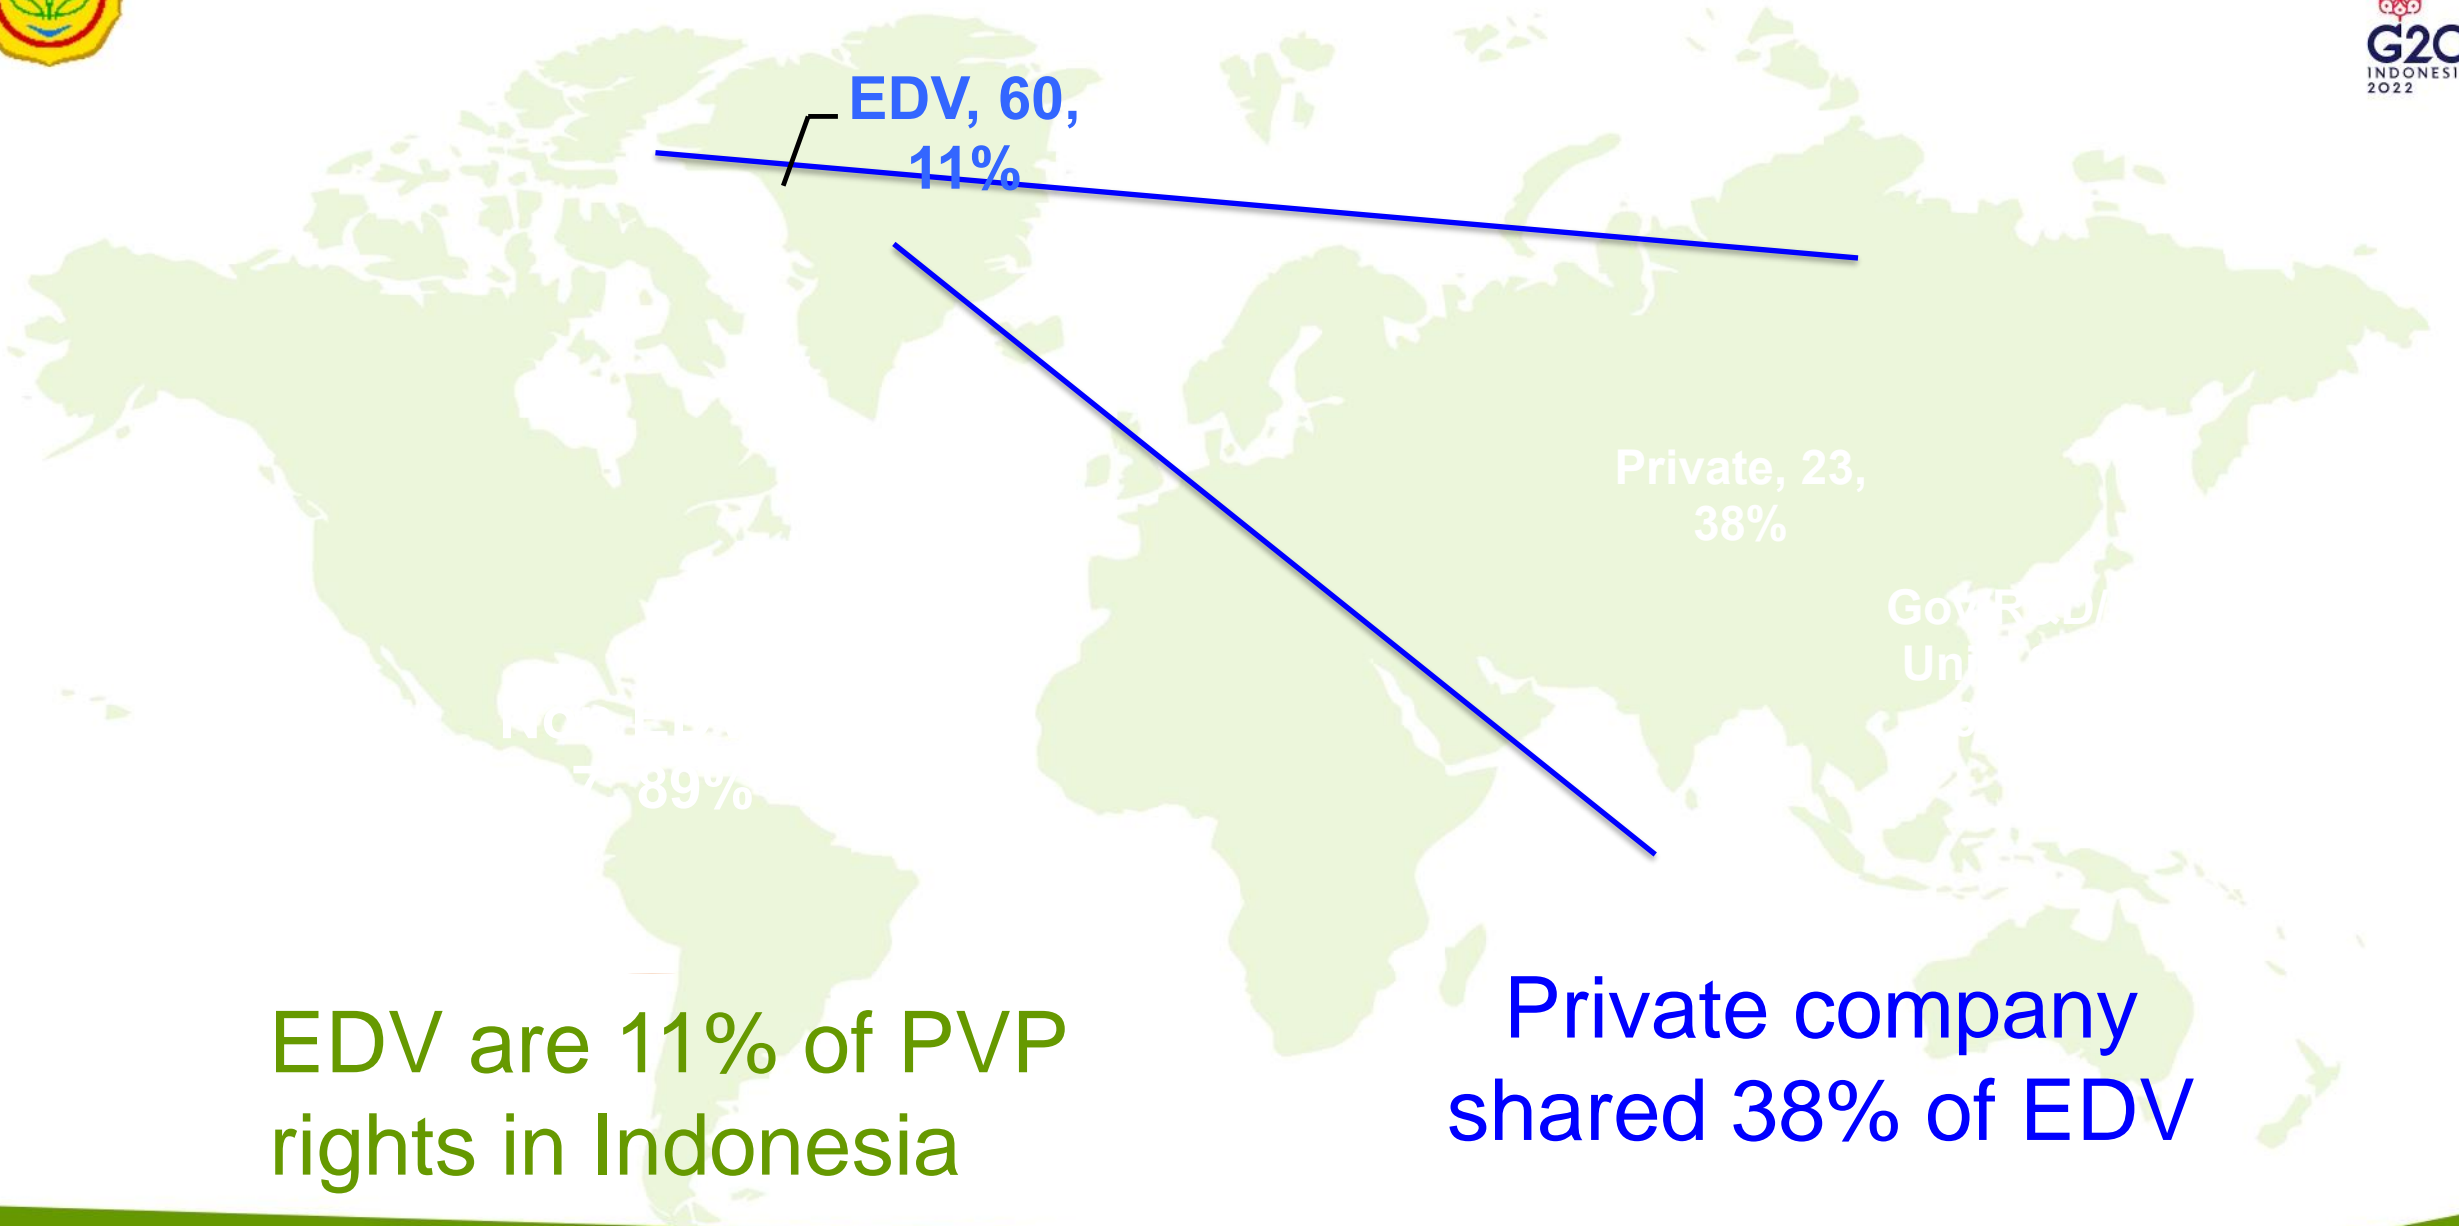 G20
INDONESI
2022
EDV, 60,
11%
Private, 23,
38%
89%
EDV are 11% of PVP
rights in Indonesia
Private company
shared 38% of EDV